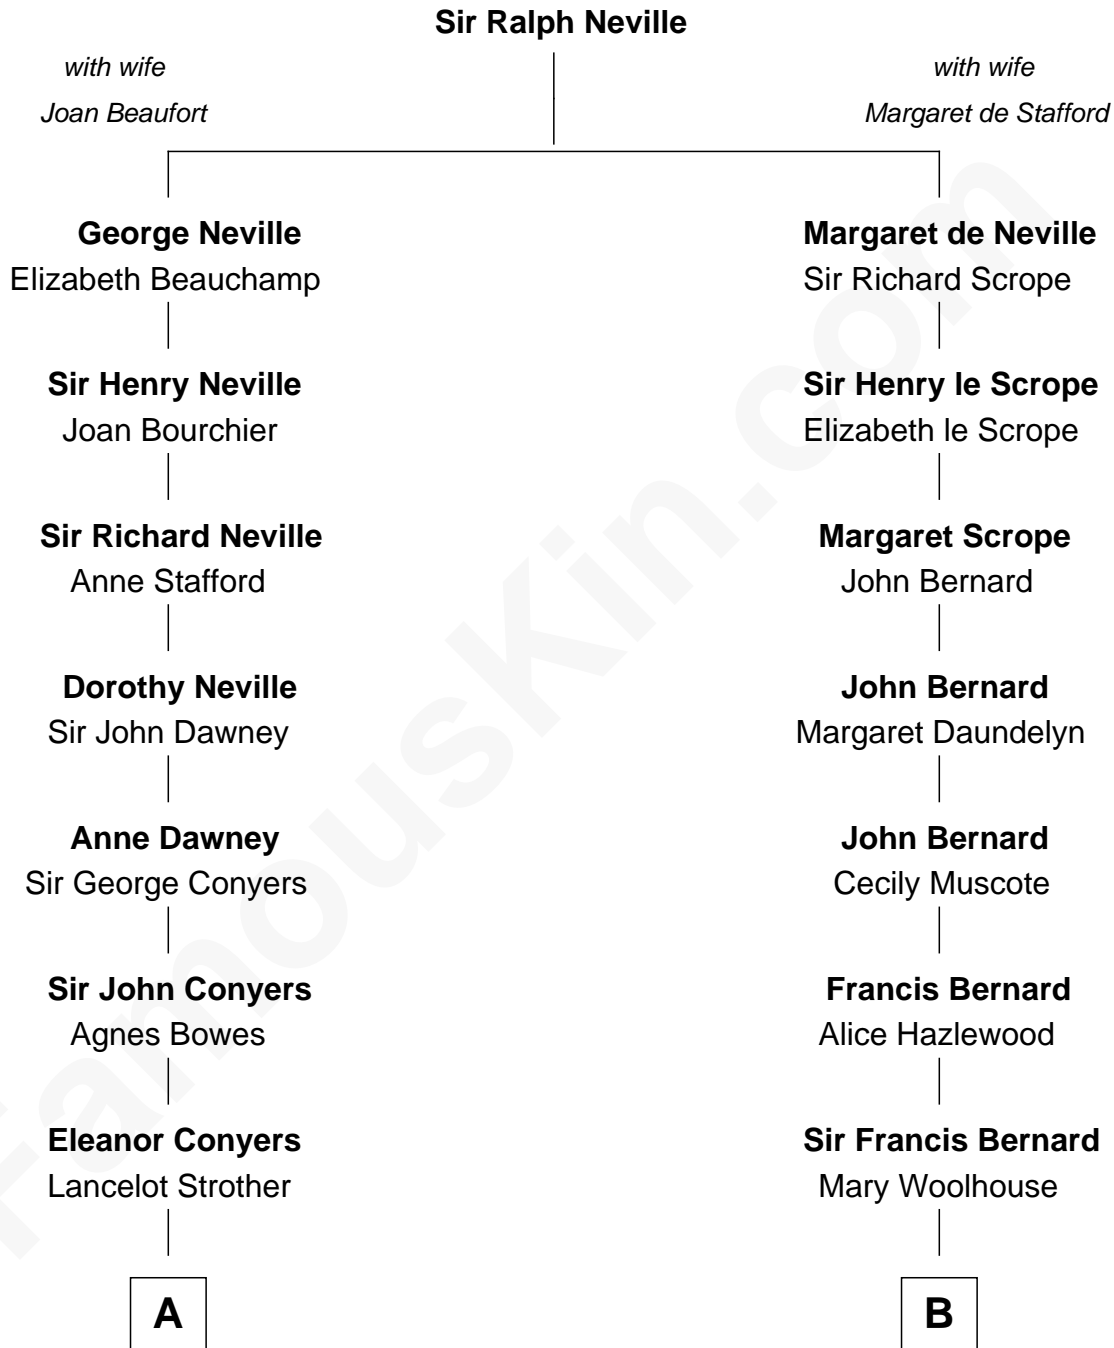 Sir Ralph Neville
with wife
Joan Beaufort
with wife
Margaret de Stafford
George Neville
Elizabeth Beauchamp
Margaret de Neville
Sir Richard Scrope
Sir Henry Neville
Joan Bourchier
Sir Henry le Scrope
Elizabeth le Scrope
Sir Richard Neville
Anne Stafford
Margaret Scrope
John Bernard
Dorothy Neville
Sir John Dawney
John Bernard
Margaret Daundelyn
Anne Dawney
Sir George Conyers
John Bernard
Cecily Muscote
Sir John Conyers
Agnes Bowes
Francis Bernard
Alice Hazlewood
Eleanor Conyers
Lancelot Strother
Sir Francis Bernard
Mary Woolhouse
A
B
FamousKin.com